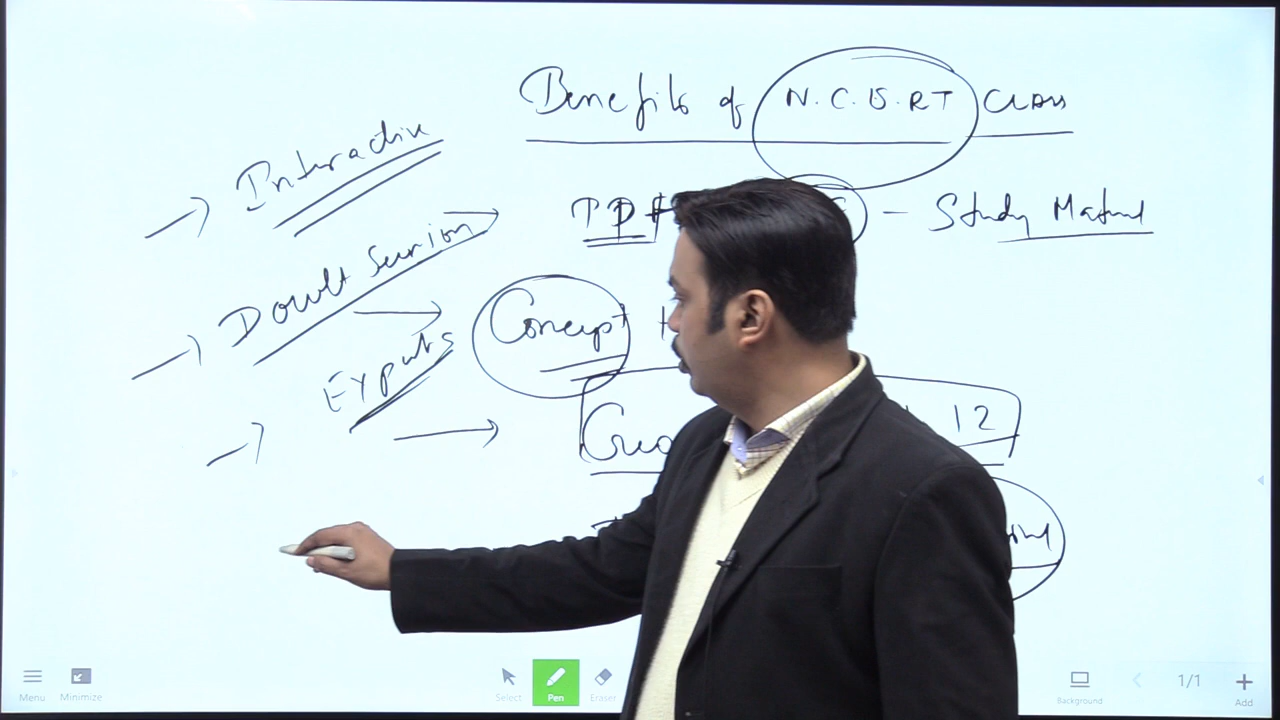 Benefits of N.C.E.RT Class
PDF - Study Material
Interactive
Doubt Session
Concept
Experts
12
Menu
Minimize
Select
Pen
Eraser
Background
1/1
Add